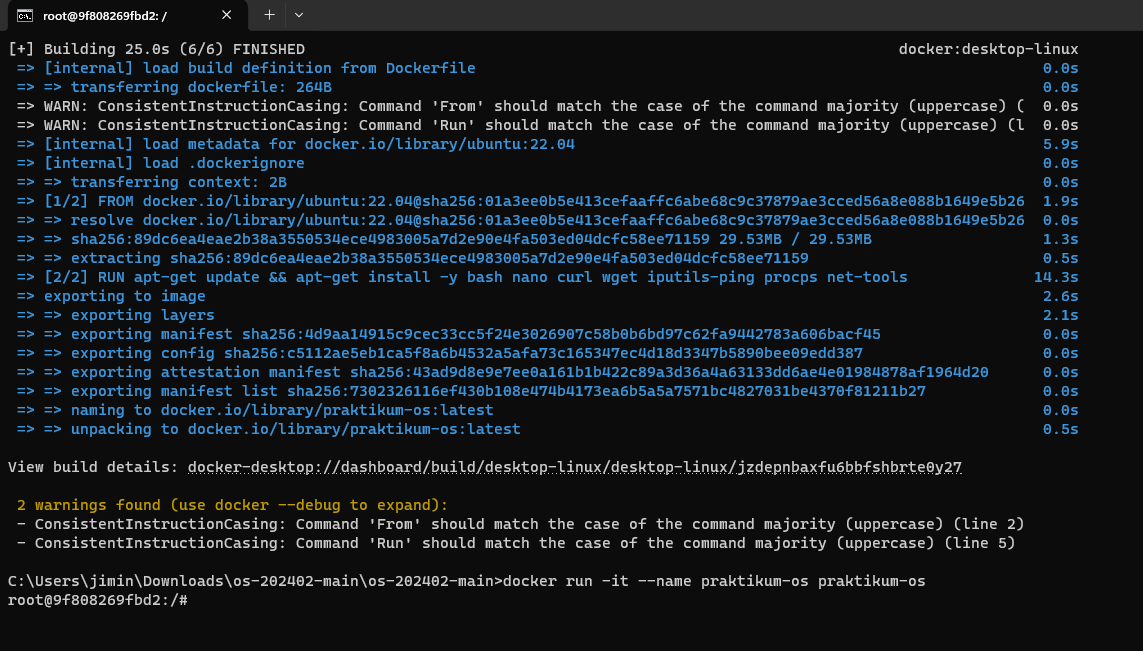 root@9f808269fbd2: /
[+] Building 25.0s (6/6) FINISHED docker:desktop-linux
=> [internal] load build definition from Dockerfile 0.0s
=> => transferring dockerfile: 264B 0.0s
=> WARN: ConsistentInstructionCasing: Command 'From' should match the case of the command majority (uppercase) ( 0.0s
=> WARN: ConsistentInstructionCasing: Command 'Run' should match the case of the command majority (uppercase) (l 0.0s
=> [internal] load metadata for docker.io/library/ubuntu:22.04 5.9s
=> [internal] load .dockerignore 0.0s
=> => transferring context: 2B 0.0s
=> [1/2] FROM docker.io/library/ubuntu:22.04@sha256:01a3ee0b5e413cefaaffc6abe68c9c37879ae3cced56a8e088b1649e5b26 1.9s
=> => resolve docker.io/library/ubuntu:22.04@sha256:01a3ee0b5e413cefaaffc6abe68c9c37879ae3cced56a8e088b1649e5b26 0.0s
=> => sha256:89dc6ea4eae2b38a3550534ece4983005a7d2e90e4fa503ed04dcfc58ee71159 29.53MB / 29.53MB 1.3s
=> => extracting sha256:89dc6ea4eae2b38a3550534ece4983005a7d2e90e4fa503ed04dcfc58ee71159 0.5s
=> [2/2] RUN apt-get update && apt-get install -y bash nano curl wget iputils-ping procps net-tools 14.3s
=> exporting to image 2.6s
=> => exporting layers 2.1s
=> => exporting manifest sha256:4d9aa14915c9cec33cc5f24e3026907c58b0b6bd97c62fa9442783a606bacf45 0.0s
=> => exporting config sha256:c5112ae5eb1ca5f8a6b4532a5afa73c165347ec4d18d3347b5890bee09edd387 0.0s
=> => exporting attestation manifest sha256:43ad9d8e9e7ee0a161b1b422c89a3d36a4a63133dd6ae4e01984878af1964d20 0.0s
=> => exporting manifest list sha256:7302326116ef430b108e474b4173ea6b5a5a7571bc4827031be4370f81211b27 0.0s
=> => naming to docker.io/library/praktikum-os:latest 0.0s
=> => unpacking to docker.io/library/praktikum-os:latest 0.5s
View build details: docker-desktop://dashboard/build/desktop-linux/desktop-linux/jzdepnbaxfu6bbfshbrte0y27
2 warnings found (use docker --debug to expand):
- ConsistentInstructionCasing: Command 'From' should match the case of the command majority (uppercase) (line 2)
- ConsistentInstructionCasing: Command 'Run' should match the case of the command majority (uppercase) (line 5)
C:\Users\jimin\Downloads\os-202402-main\os-202402-main>docker run -it --name praktikum-os praktikum-os
root@9f808269fbd2:/#